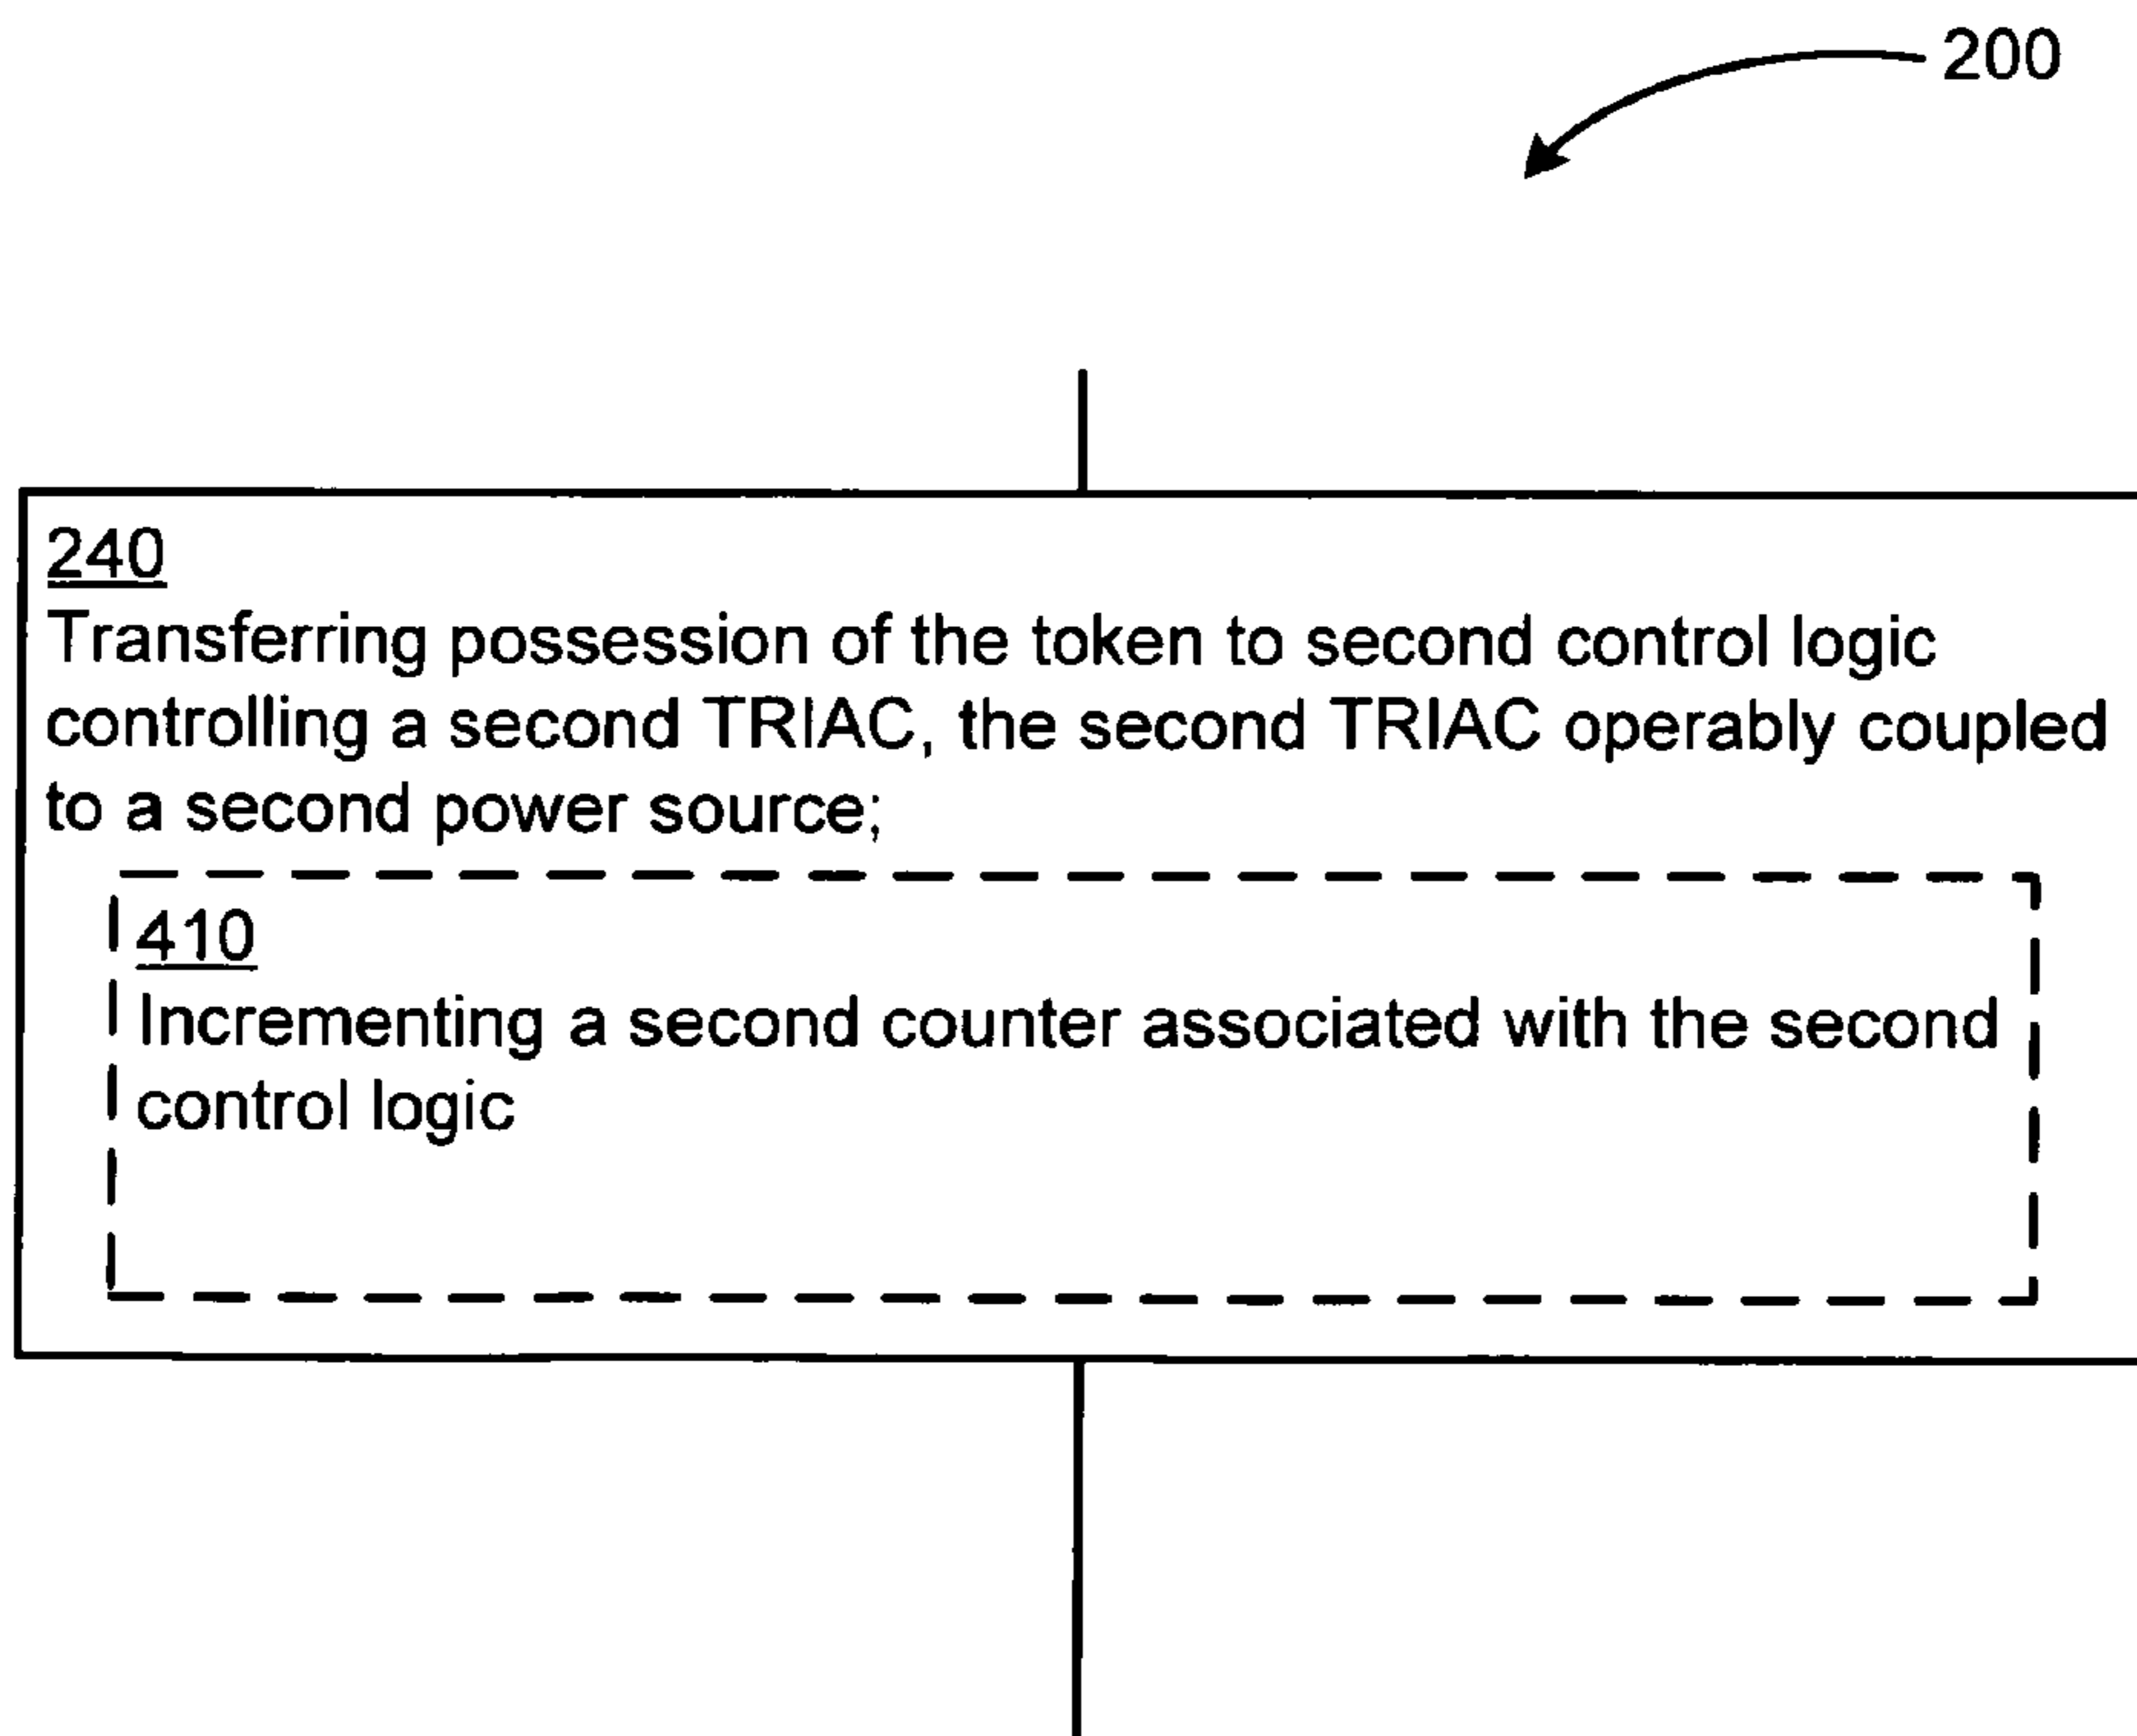 200
240
Transferring possession of the token to second control logic
controlling a second TRIAC, the second TRIAC operably coupled
to a second power source;
410
Incrementing a second counter associated with the second
control logic